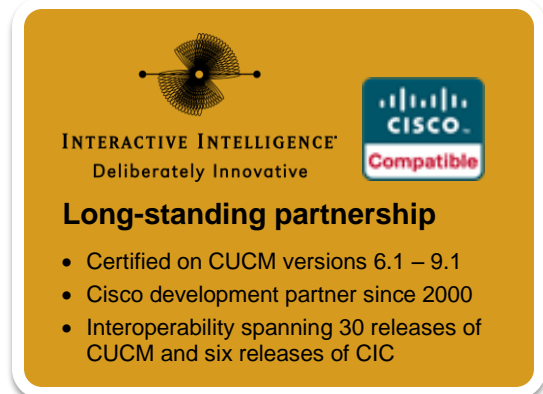 INTERACTIVE INTELLIGENCE
Deliberately Innovative
CISCO
Compatible
Long-standing partnership
• Certified on CUCM versions 6.1 – 9.1
• Cisco development partner since 2000
• Interoperability spanning 30 releases of
CUCM and six releases of CIC